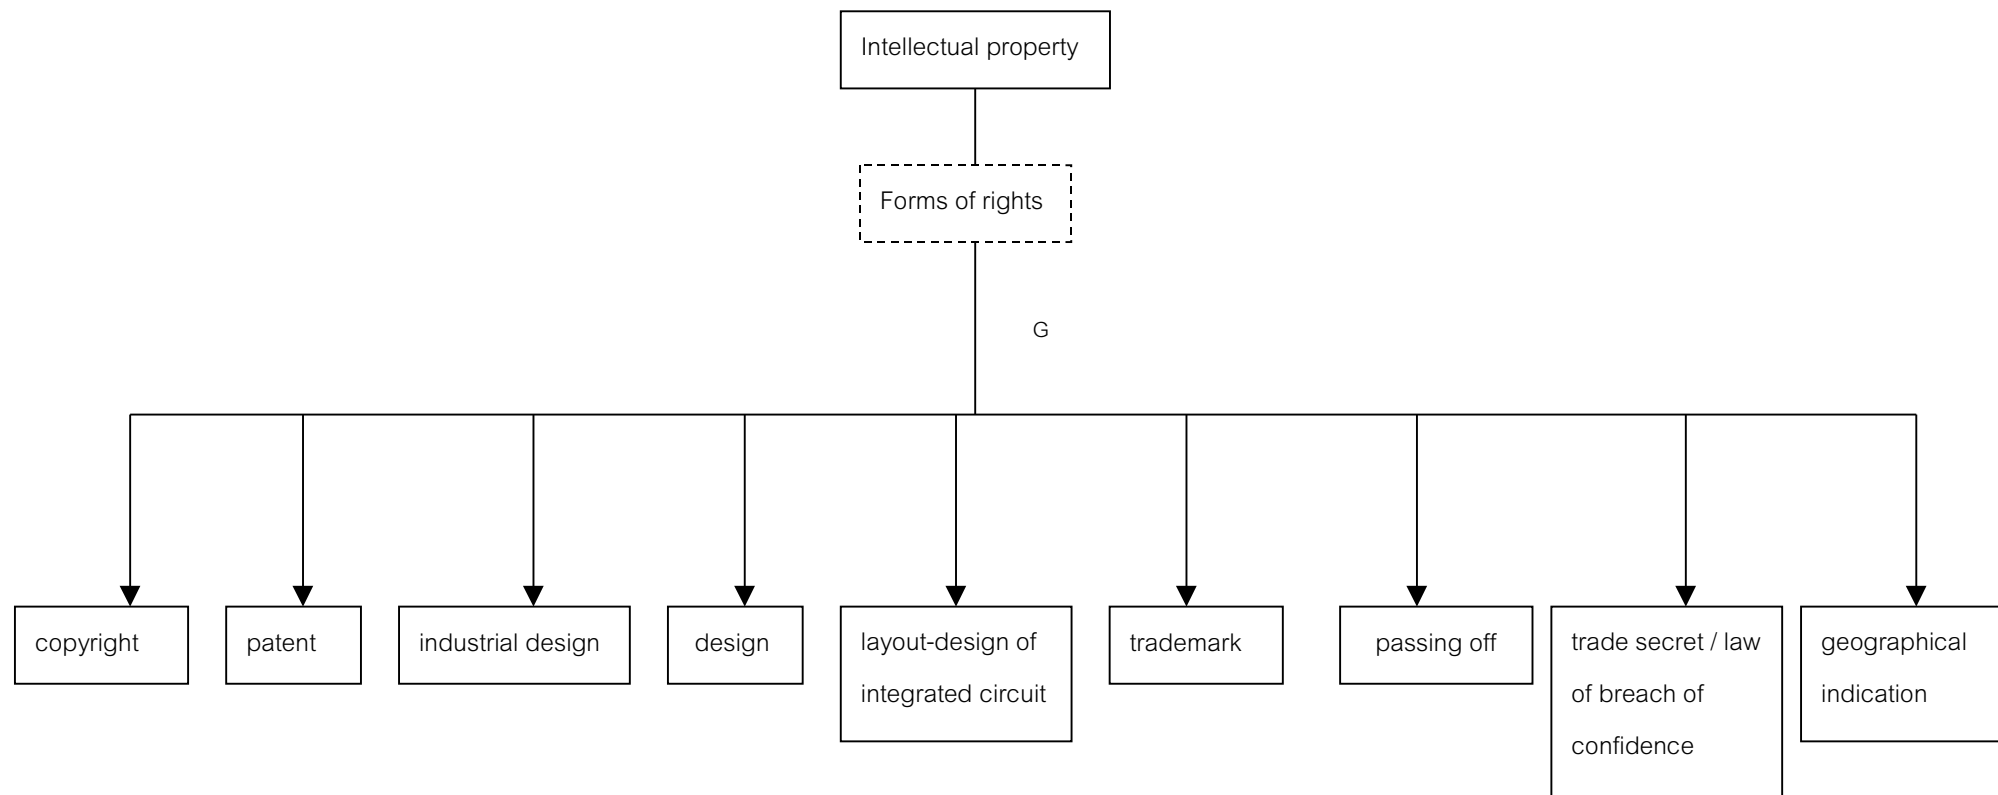 Intellectual property
Forms of rights
G
copyright
patent
industrial design
design
layout-design of
integrated circuit
trademark
passing off
trade secret / law
of breach of
confidence
geographical
indication